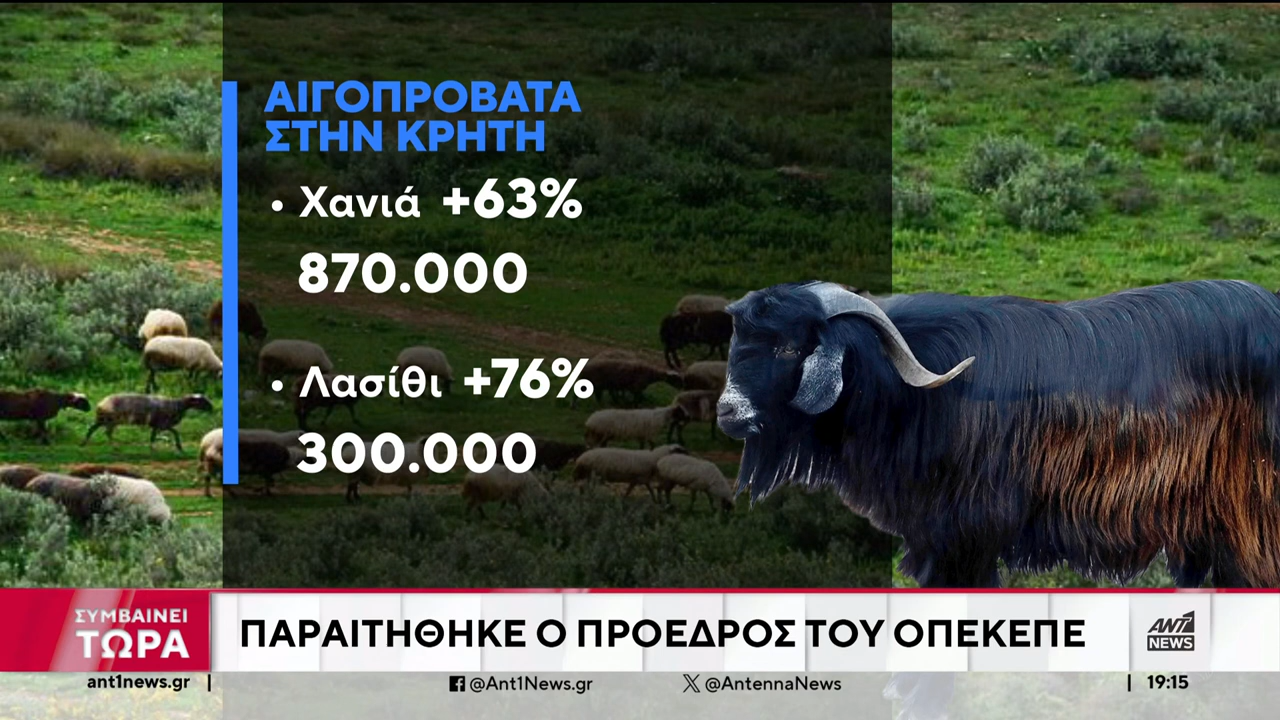 ΑΙΓΟΠΡΟΒΑΤΑ
ΣΤΗΝ ΚΡΗΤΗ
• Χανιά +63%
870.000
• Λασίθι +76%
300.000
ΣΥΜΒΑΙΝΕΙ
ΤΩΡΑ
ΠΑΡΑΙΤΗΘΗΚΕ Ο ΠΡΟΕΔΡΟΣ ΤΟΥ ΟΠΕΚΕΠΕ
ANT1
NEWS
ant1news.gr | @Ant1News.gr @AntennaNews | 19:15